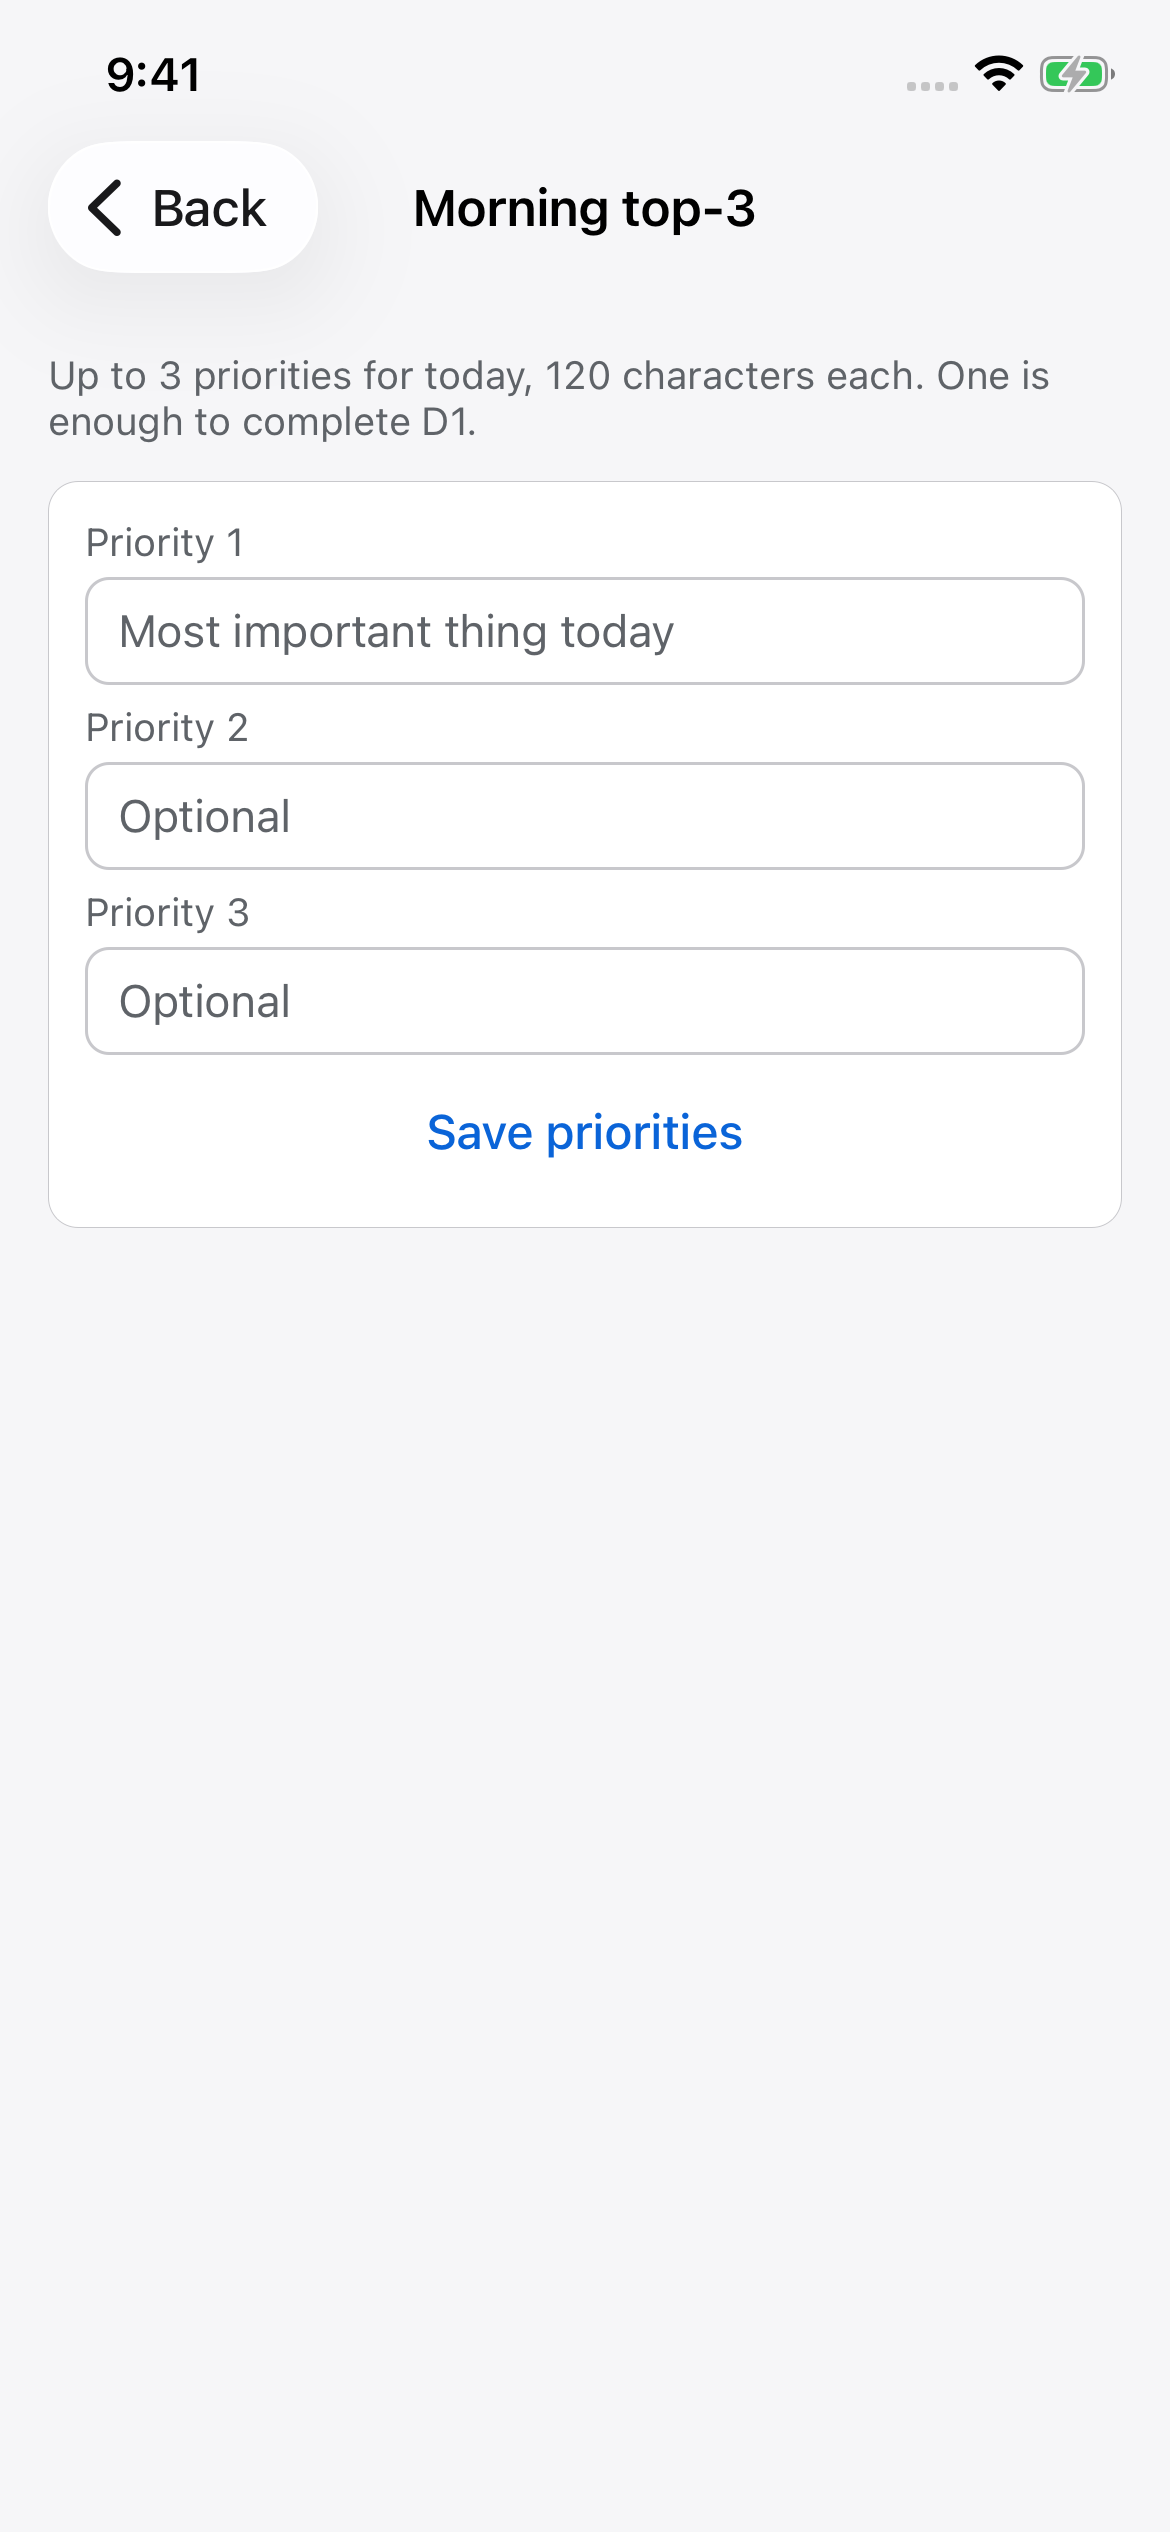 9:41
Back
Morning top-3
Up to 3 priorities for today, 120 characters each. One is
enough to complete D1.
Priority 1
Most important thing today
Priority 2
Optional
Priority 3
Optional
Save priorities